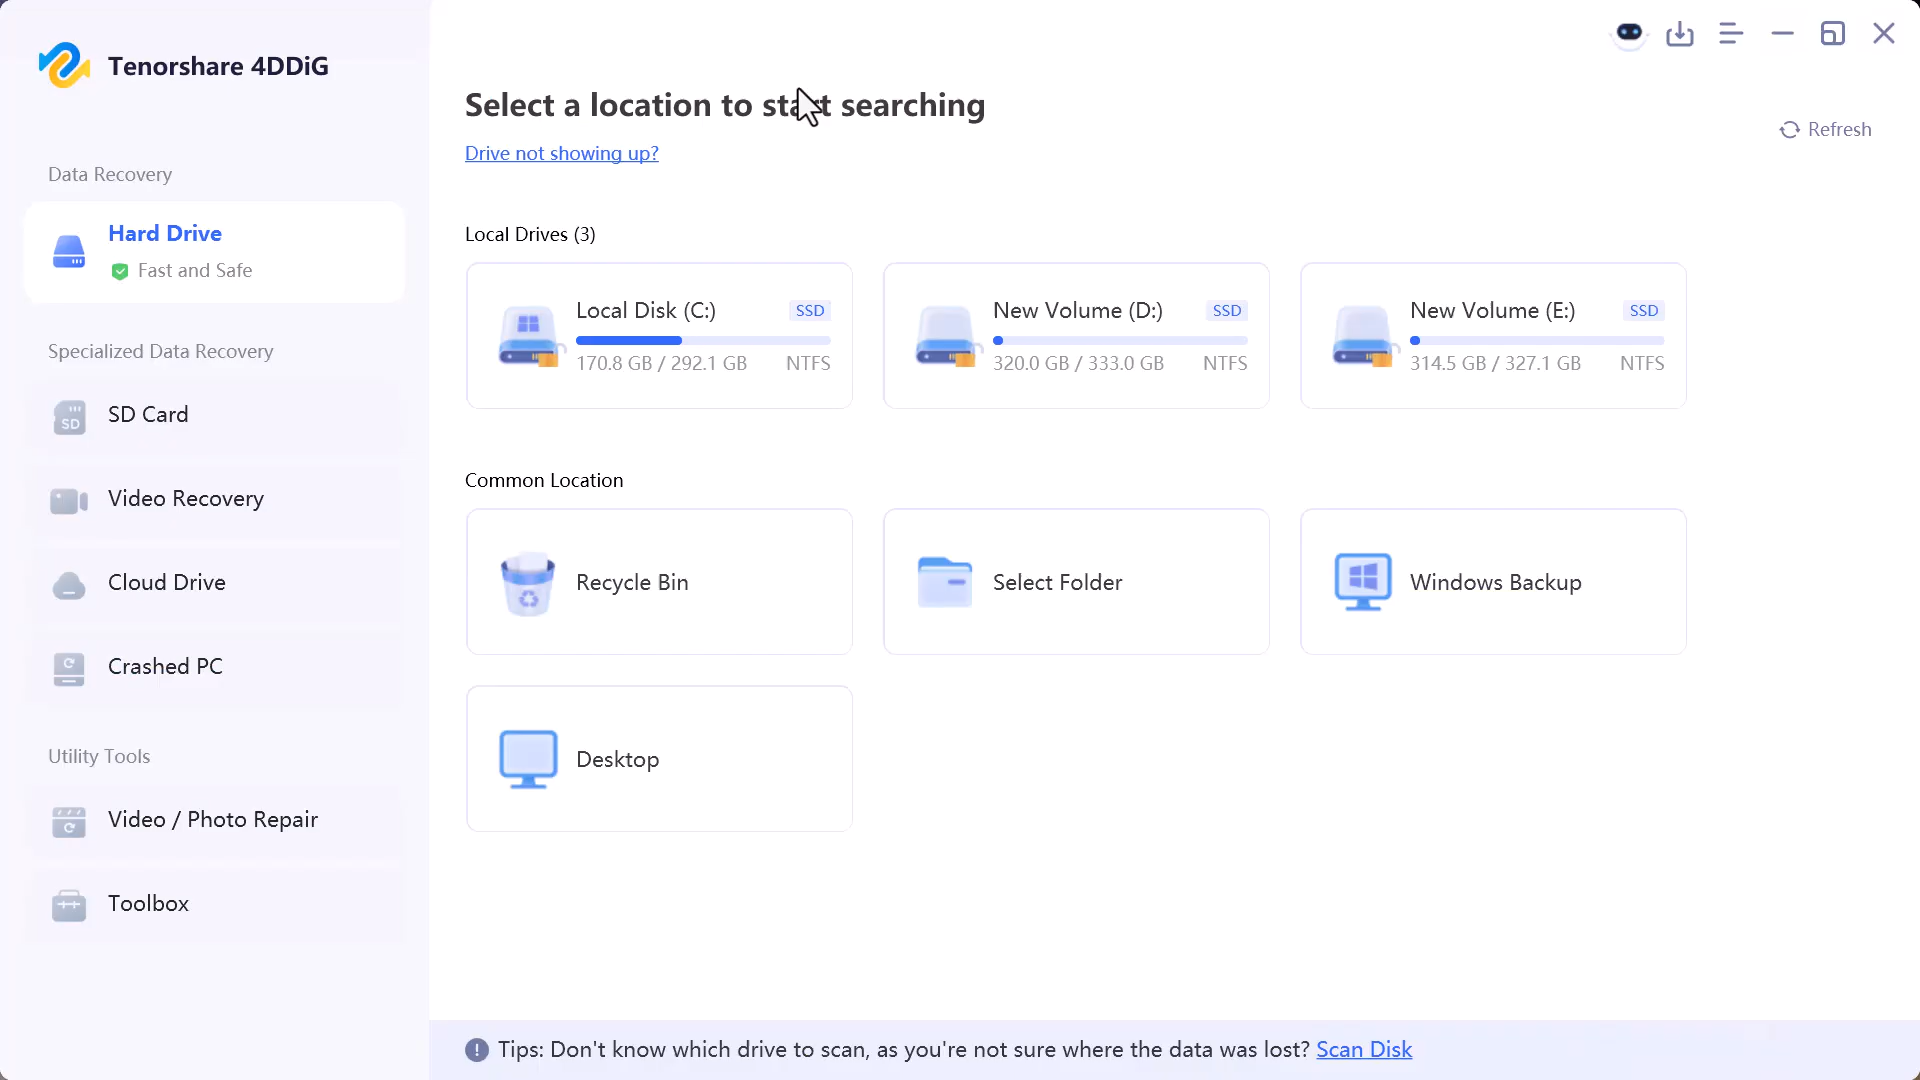 Tenorshare 4DDiG
Data Recovery
Hard Drive
Fast and Safe
Specialized Data Recovery
SD
SD Card
Video Recovery
Cloud Drive
Crashed PC
Utility Tools
Video / Photo Repair
Toolbox
Select a location to start searching
Drive not showing up?
Refresh
Local Drives (3)
Local Disk (C:) SSD
170.8 GB / 292.1 GB NTFS
New Volume (D:) SSD
320.0 GB / 333.0 GB NTFS
New Volume (E:) SSD
314.5 GB / 327.1 GB NTFS
Common Location
Recycle Bin
Select Folder
Windows Backup
Desktop
Tips: Don't know which drive to scan, as you're not sure where the data was lost? Scan Disk